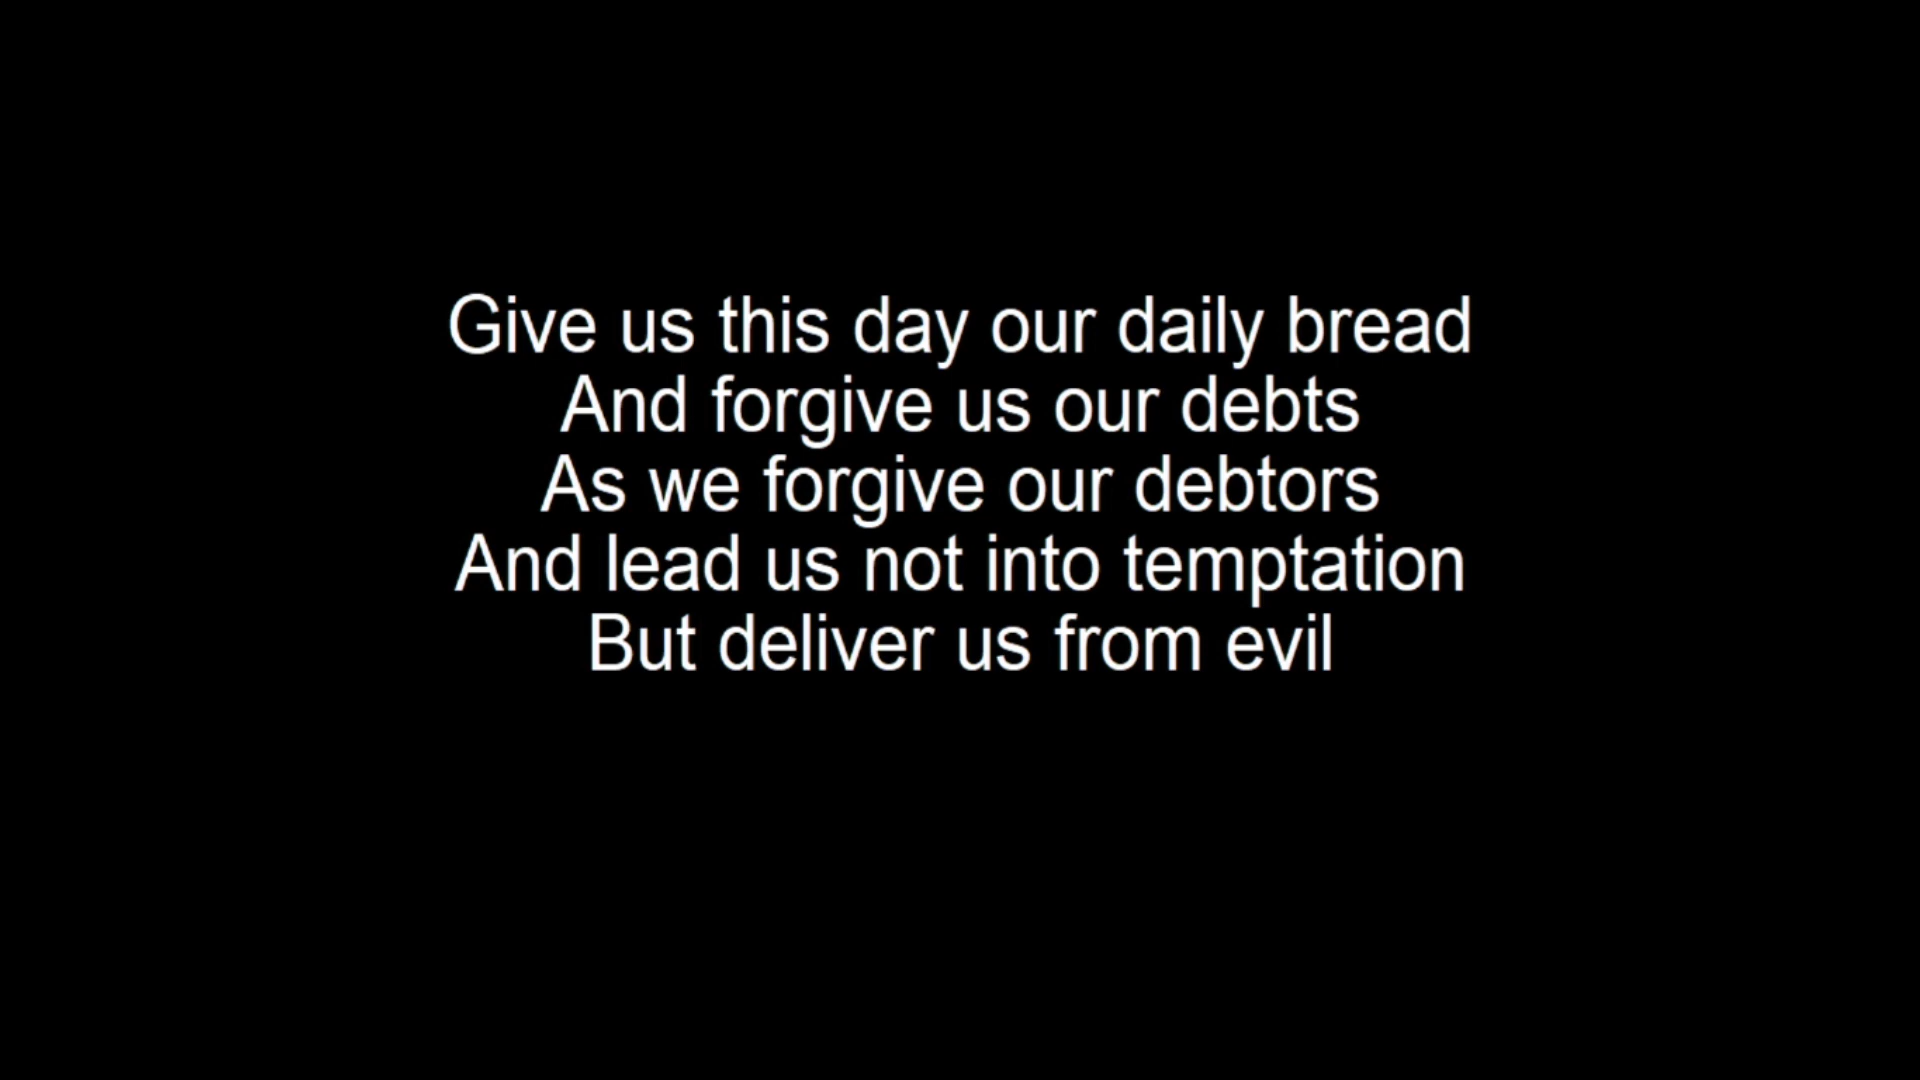 Give us this day our daily bread
And forgive us our debts
As we forgive our debtors
And lead us not into temptation
But deliver us from evil